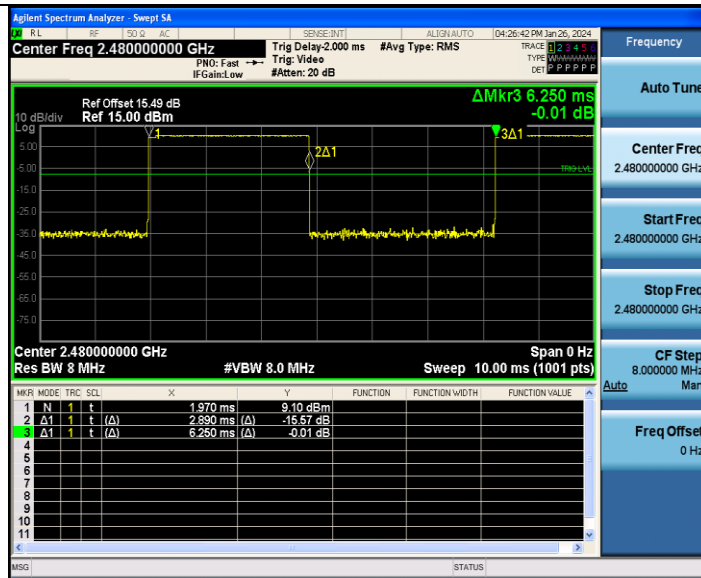 Agilent Spectrum Analyzer - Swept SA
RL RF 50 Ω AC SENSE:INT ALIGNAUTO 04:26:42 PM Jan 26, 2024
Center Freq 2.480000000 GHz
Trig Delay-2.000 ms #Avg Type: RMS
TRACE 1 2 3 4 5 6
PNO: Fast Trig: Video
TYPE W
IFGain:Low #Atten: 20 dB
DET P P P P P P
ΔMkr3 6.250 ms
-0.01 dB
Ref Offset 15.49 dB
10 dB/div Ref 15.00 dBm
Log
1
2Δ1
3Δ1
TRIG LVL
5.00
-5.00
-15.0
-25.0
-35.0
-45.0
-55.0
-65.0
-75.0
Center 2.480000000 GHz Span 0 Hz
Res BW 8 MHz #VBW 8.0 MHz Sweep 10.00 ms (1001 pts)
MKR MODE TRC SCL X Y FUNCTION FUNCTION WIDTH FUNCTION VALUE
1 N 1 t 1.970 ms 9.10 dBm
2 Δ1 1 t (Δ) 2.890 ms (Δ) -15.57 dB
3 Δ1 1 t (Δ) 6.250 ms (Δ) -0.01 dB
4
5
6
7
8
9
10
11
MSG STATUS
Frequency
Auto Tune
Center Freq
2.480000000 GHz
Start Freq
2.480000000 GHz
Stop Freq
2.480000000 GHz
CF Step
8.000000 MHz
Auto Man
Freq Offset
0 Hz